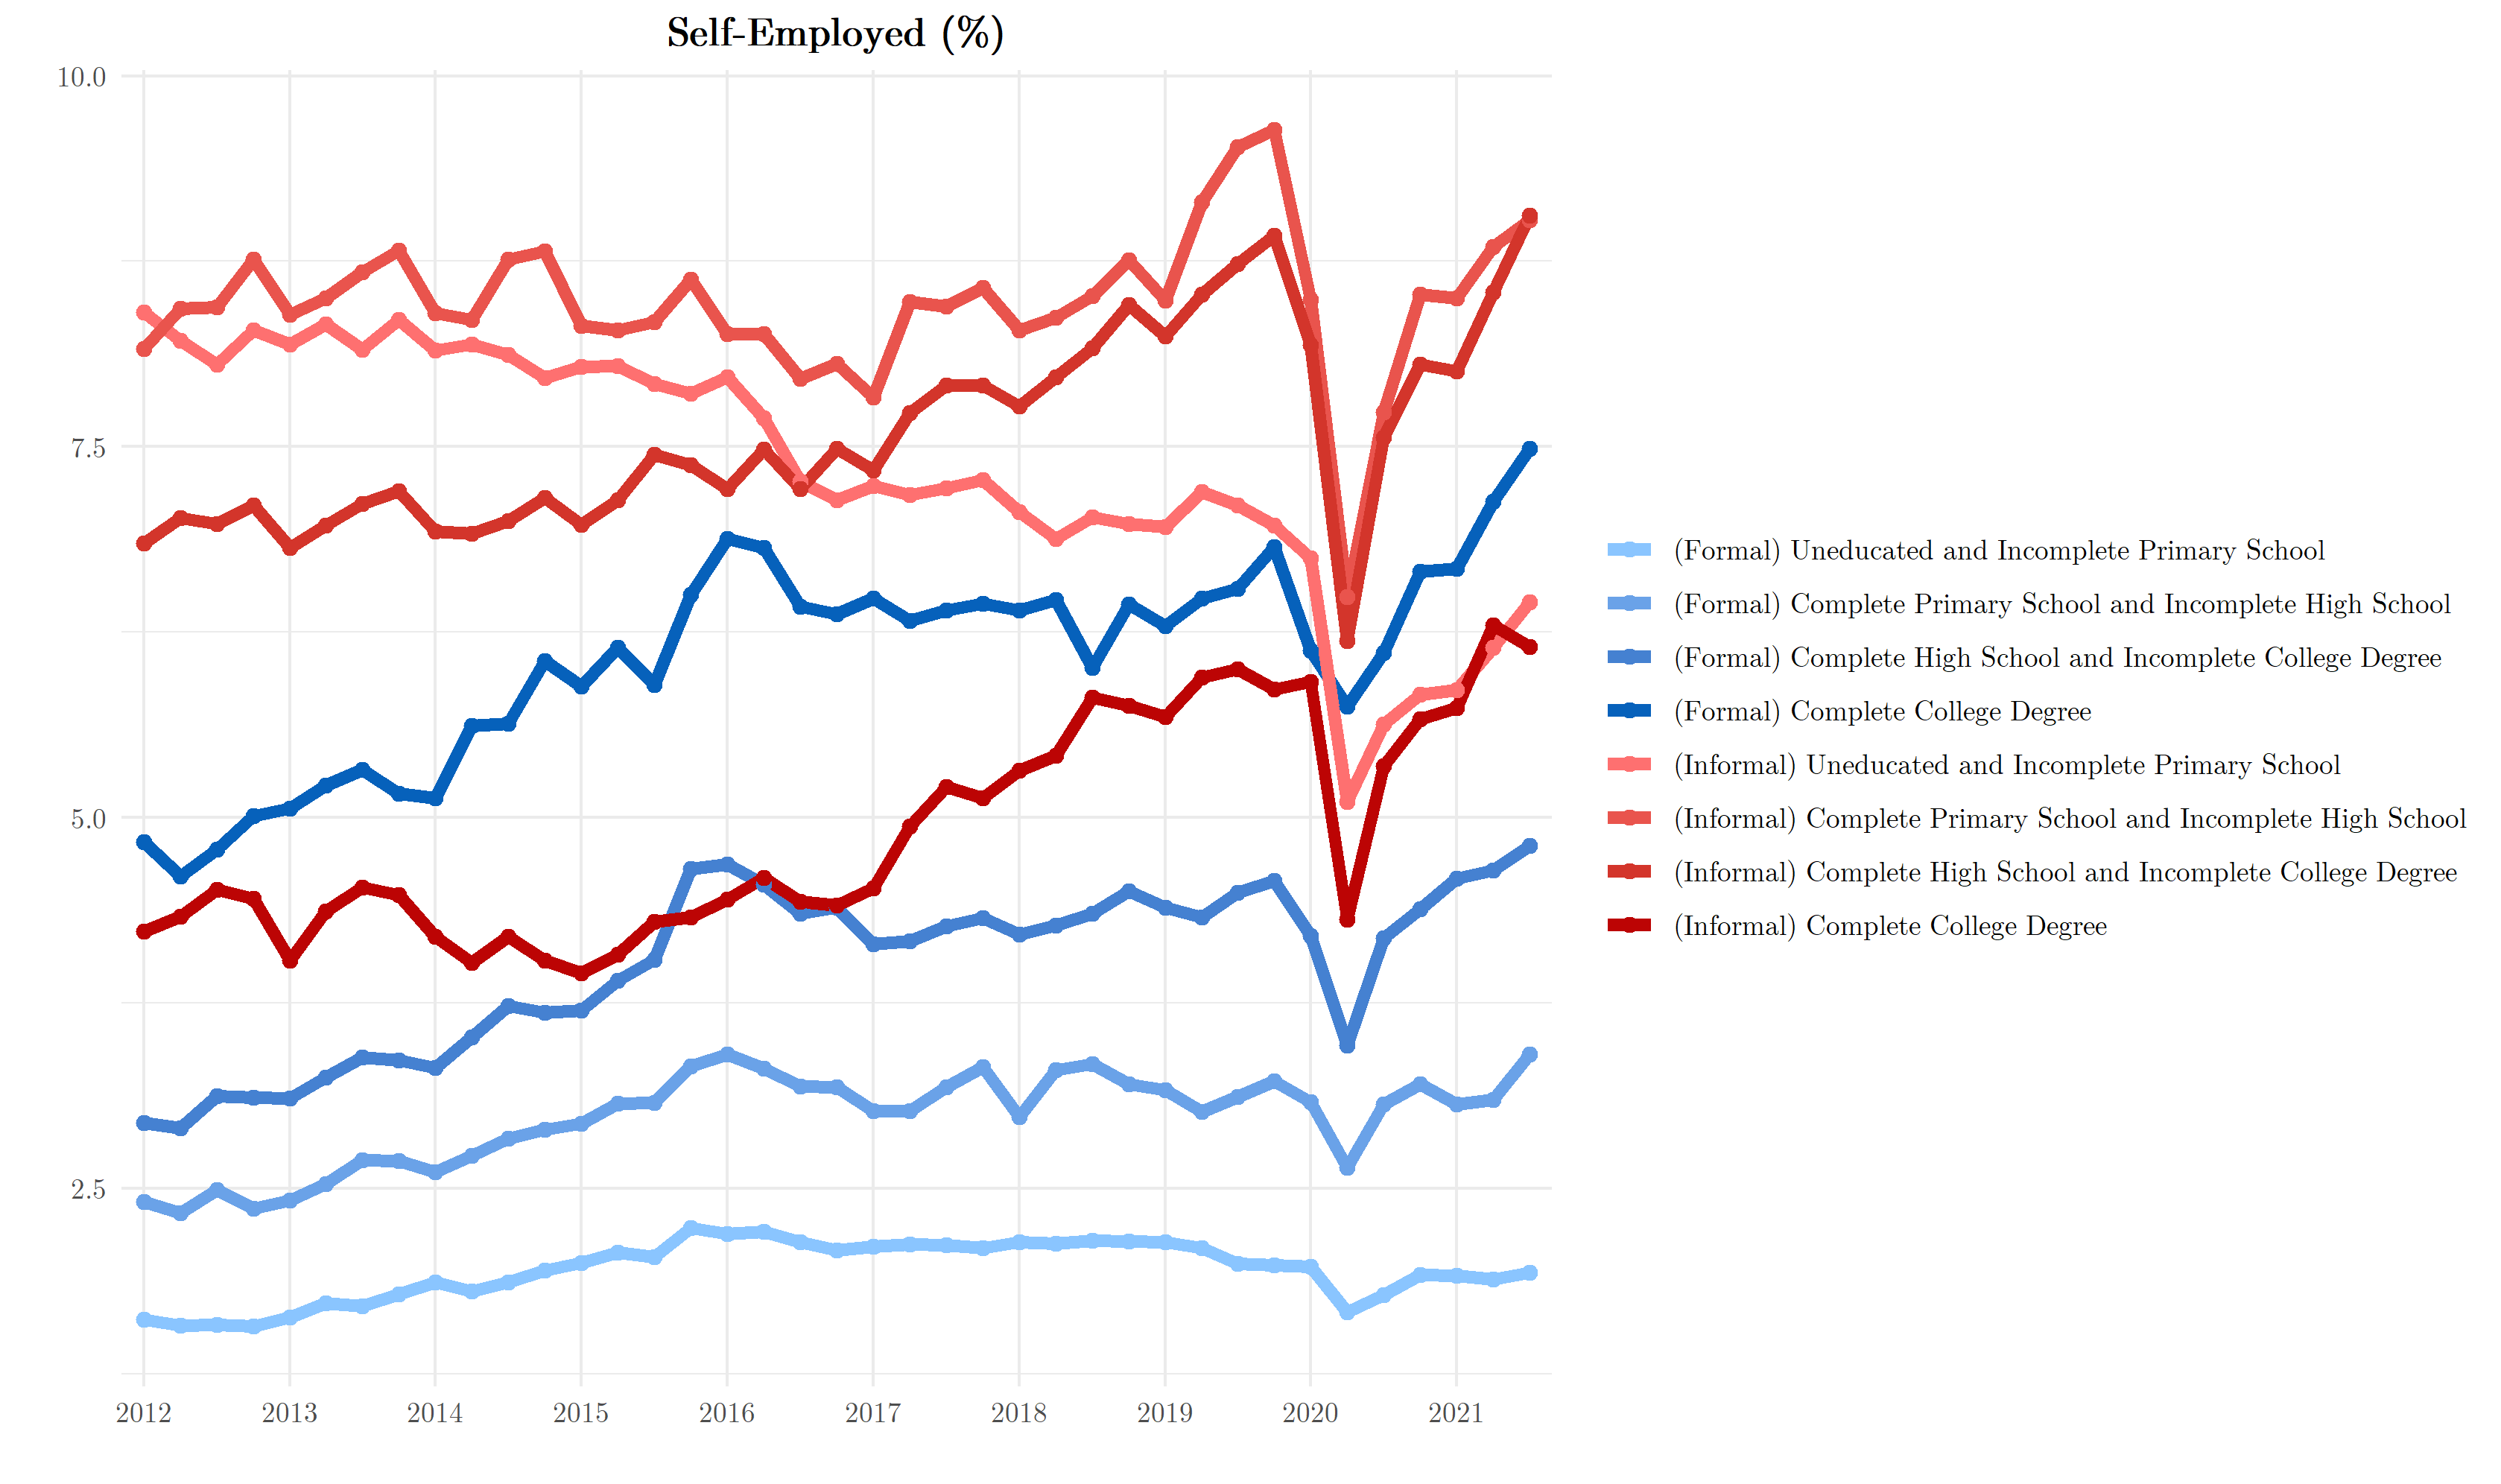 Self-Employed (%)
10.0
7.5
5.0
2.5
2012 2013 2014 2015 2016 2017 2018 2019 2020 2021
(Formal) Uneducated and Incomplete Primary School
(Formal) Complete Primary School and Incomplete High School
(Formal) Complete High School and Incomplete College Degree
(Formal) Complete College Degree
(Informal) Uneducated and Incomplete Primary School
(Informal) Complete Primary School and Incomplete High School
(Informal) Complete High School and Incomplete College Degree
(Informal) Complete College Degree